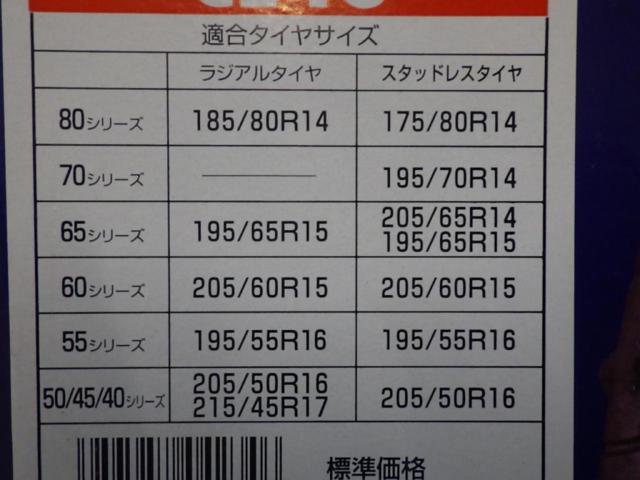 適合タイヤサイズ
ラジアルタイヤ スタッドレスタイヤ
80シリーズ 185/80R14 175/80R14
70シリーズ ―― 195/70R14
65シリーズ 195/65R15 205/65R14 195/65R15
60シリーズ 205/60R15 205/60R15
55シリーズ 195/55R16 195/55R16
50/45/40シリーズ 205/50R16 215/45R17 205/50R16
標準価格